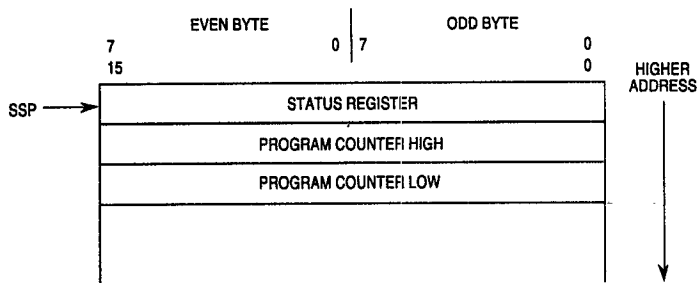 EVEN BYTE ODD BYTE
7 0 7 0
15 0
HIGHER
ADDRESS
SSP
STATUS REGISTER
PROGRAM COUNTER HIGH
PROGRAM COUNTER LOW